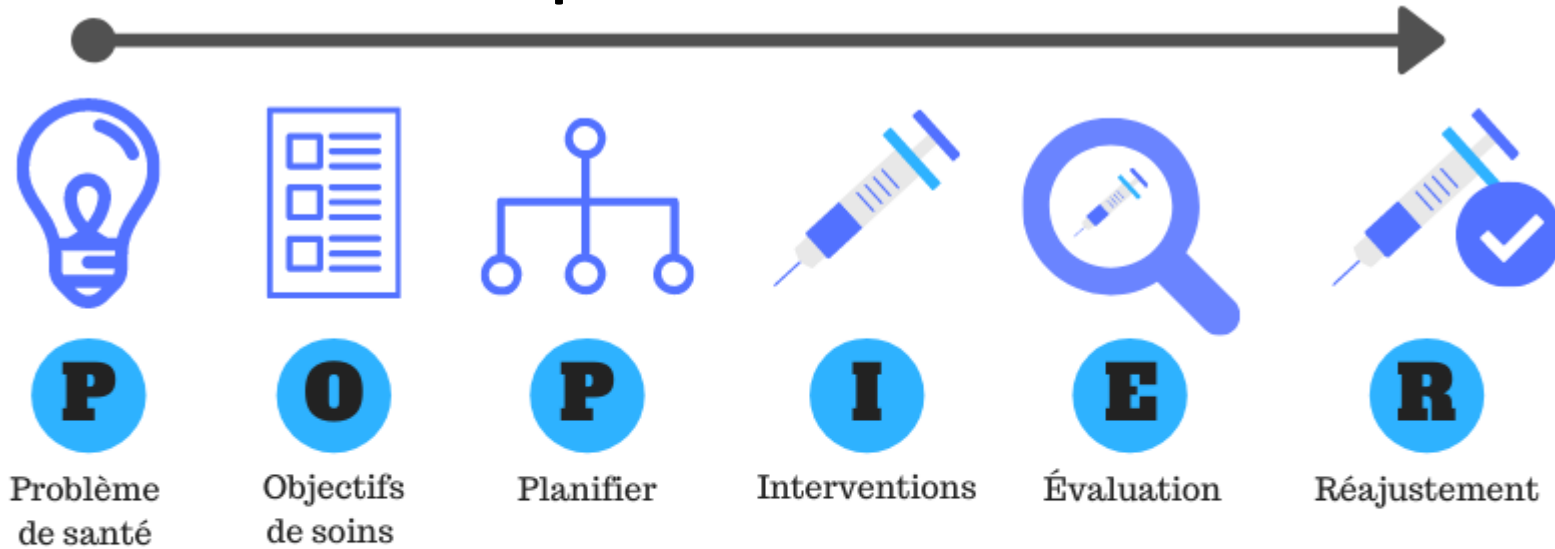 P O P I E R
Problème Objectifs Planifier Interventions Évaluation Réajustement
de santé de soins